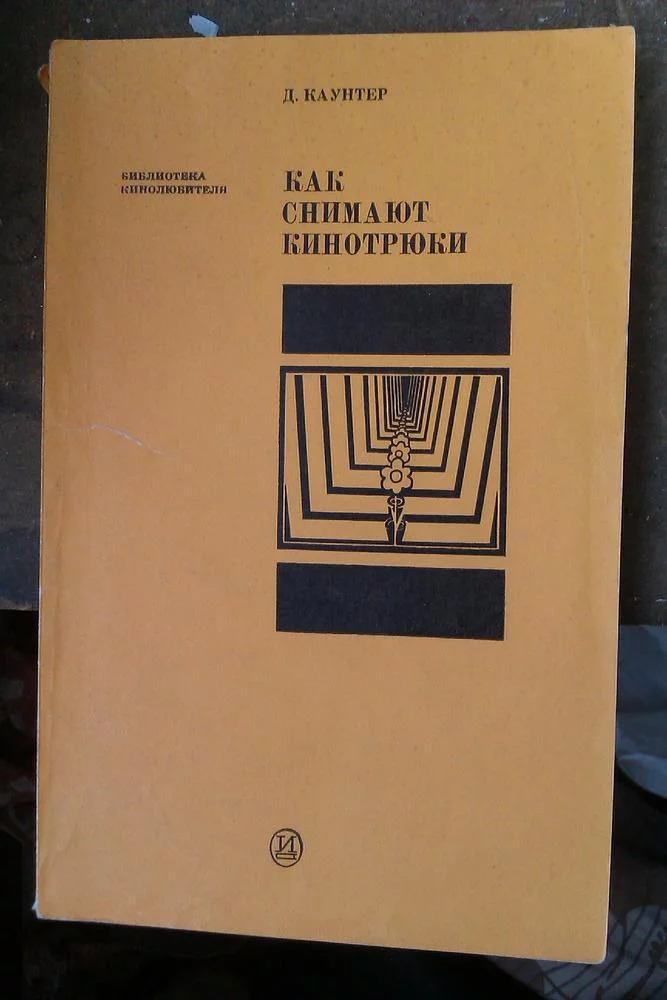 Д. КАУНТЕР
БИБЛИОТЕКА
КИНОЛЮБИТЕЛЯ
КАК
СНИМАЮТ
КИНОТРЮКИ
И